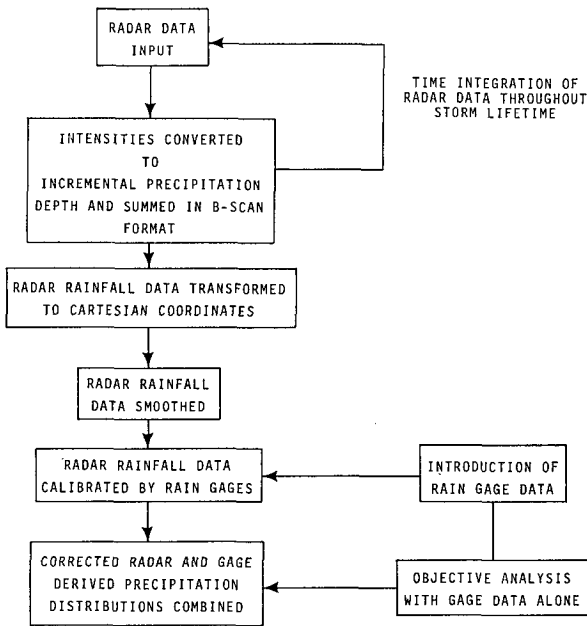 RADAR DATA
INPUT
TIME INTEGRATION OF
RADAR DATA THROUGHOUT
STORM LIFETIME
INTENSITIES CONVERTED
TO
INCREMENTAL PRECIPITATION
DEPTH AND SUMMED IN B-SCAN
FORMAT
RADAR RAINFALL DATA TRANSFORMED
TO CARTESIAN COORDINATES
RADAR RAINFALL
DATA SMOOTHED
RADAR RAINFALL DATA
CALIBRATED BY RAIN GAGES
INTRODUCTION OF
RAIN GAGE DATA
CORRECTED RADAR AND GAGE
DERIVED PRECIPITATION
DISTRIBUTIONS COMBINED
OBJECTIVE ANALYSIS
WITH GAGE DATA ALONE